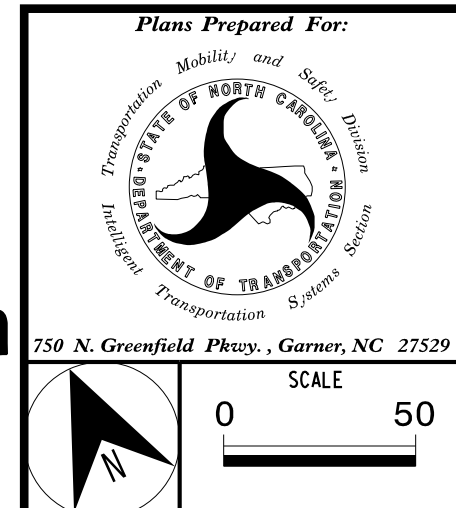 Plans Prepared For:
Transportation Mobility and Safety Division
STATE OF NORTH CAROLINA
DEPARTMENT OF TRANSPORTATION
Intelligent Transportation Systems Section
750 N. Greenfield Pkwy. , Garner, NC 27529
SCALE
0 50
N